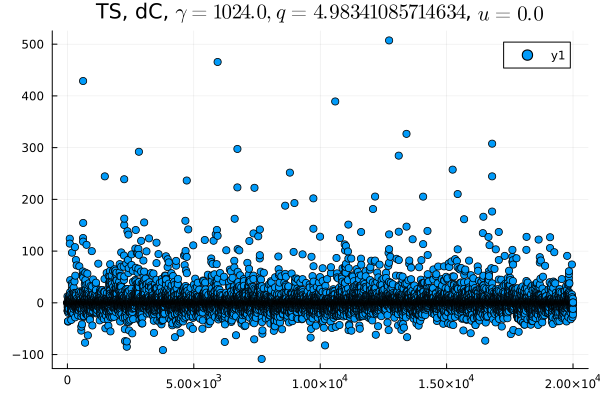 TS, dC, γ = 1024.0, q = 4.98341085714634, u = 0.0
500
y1
400
300
200
100
0
−100
0 5.00×10³ 1.00×10⁴ 1.50×10⁴ 2.00×10⁴